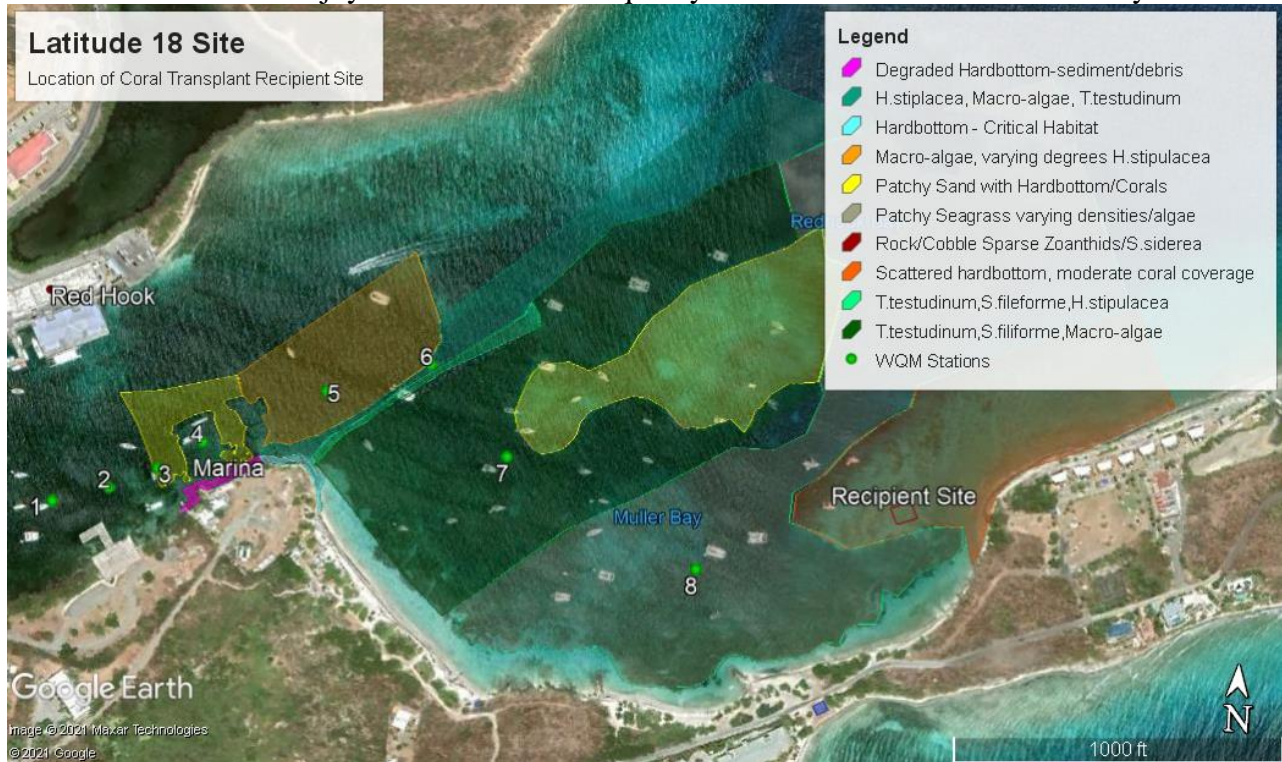 Latitude 18 Site
Location of Coral Transplant Recipient Site
Legend
Degraded Hardbottom-sediment/debris
H.stiplacea, Macro-algae, T.testudinum
Hardbottom - Critical Habitat
Macro-algae, varying degrees H.stipulacea
Patchy Sand with Hardbottom/Corals
Patchy Seagrass varying densities/algae
Rock/Cobble Sparse Zoanthids/S.siderea
Scattered hardbottom, moderate coral coverage
T.testudinum,S.fileforme,H.stipulacea
T.testudinum,S.filiforme,Macro-algae
WQM Stations
Red Hook
6
5
4
Marina
3
2
1
7
8
Muller Bay
Recipient Site
Google Earth
Image © 2021 Maxar Technologies
© 2021 Google
N
1000 ft